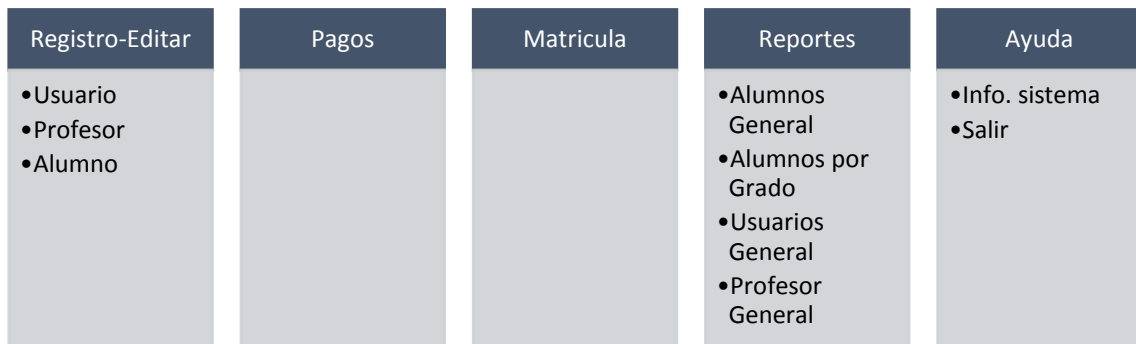 Registro-Editar
•Usuario
•Profesor
•Alumno
Pagos
Matricula
Reportes
•Alumnos
General
•Alumnos por
Grado
•Usuarios
General
•Profesor
General
Ayuda
•Info. sistema
•Salir